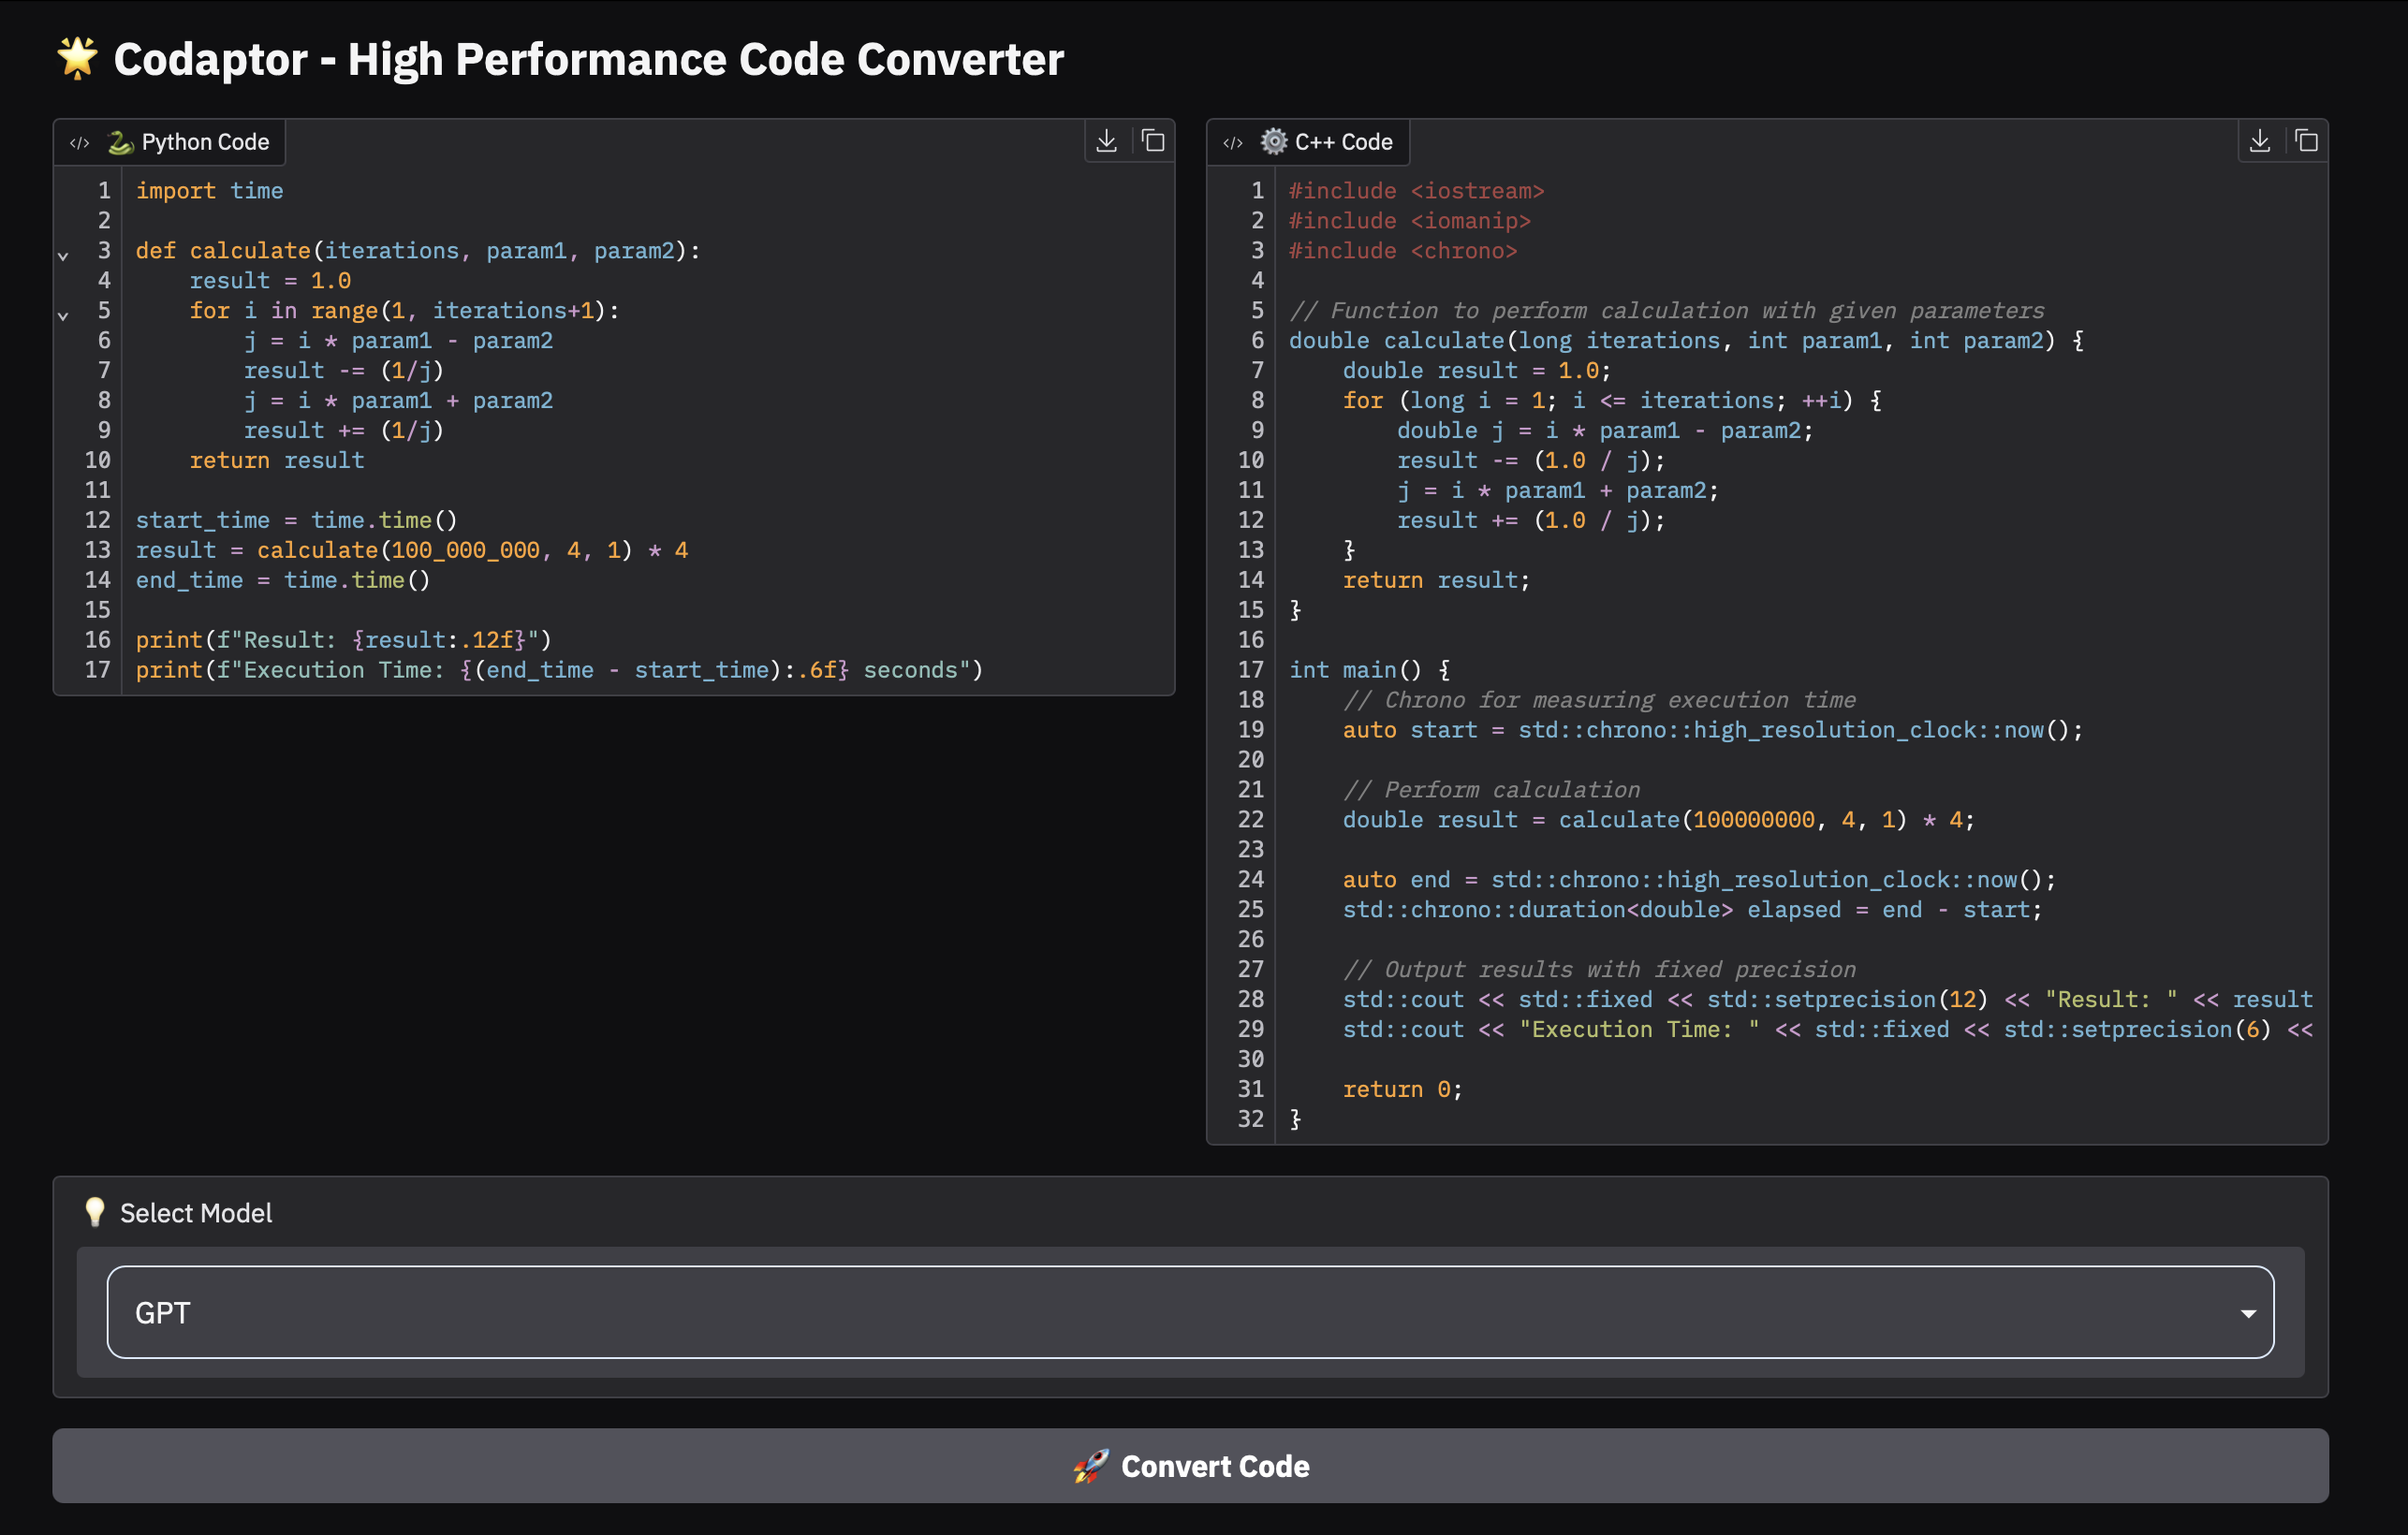 🌟 Codaptor - High Performance Code Converter
</> 🐍 Python Code
1 import time
2
3 def calculate(iterations, param1, param2):
4     result = 1.0
5     for i in range(1, iterations+1):
6         j = i * param1 - param2
7         result -= (1/j)
8         j = i * param1 + param2
9         result += (1/j)
10     return result
11
12 start_time = time.time()
13 result = calculate(100_000_000, 4, 1) * 4
14 end_time = time.time()
15
16 print(f"Result: {result:.12f}")
17 print(f"Execution Time: {(end_time - start_time):.6f} seconds")
</> ⚙️ C++ Code
1 #include <iostream>
2 #include <iomanip>
3 #include <chrono>
4
5 // Function to perform calculation with given parameters
6 double calculate(long iterations, int param1, int param2) {
7     double result = 1.0;
8     for (long i = 1; i <= iterations; ++i) {
9         double j = i * param1 - param2;
10         result -= (1.0 / j);
11         j = i * param1 + param2;
12         result += (1.0 / j);
13     }
14     return result;
15 }
16
17 int main() {
18     // Chrono for measuring execution time
19     auto start = std::chrono::high_resolution_clock::now();
20
21     // Perform calculation
22     double result = calculate(100000000, 4, 1) * 4;
23
24     auto end = std::chrono::high_resolution_clock::now();
25     std::chrono::duration<double> elapsed = end - start;
26
27     // Output results with fixed precision
28     std::cout << std::fixed << std::setprecision(12) << "Result: " << result
29     std::cout << "Execution Time: " << std::fixed << std::setprecision(6) <<
30
31     return 0;
32 }
💡 Select Model
GPT
🚀 Convert Code